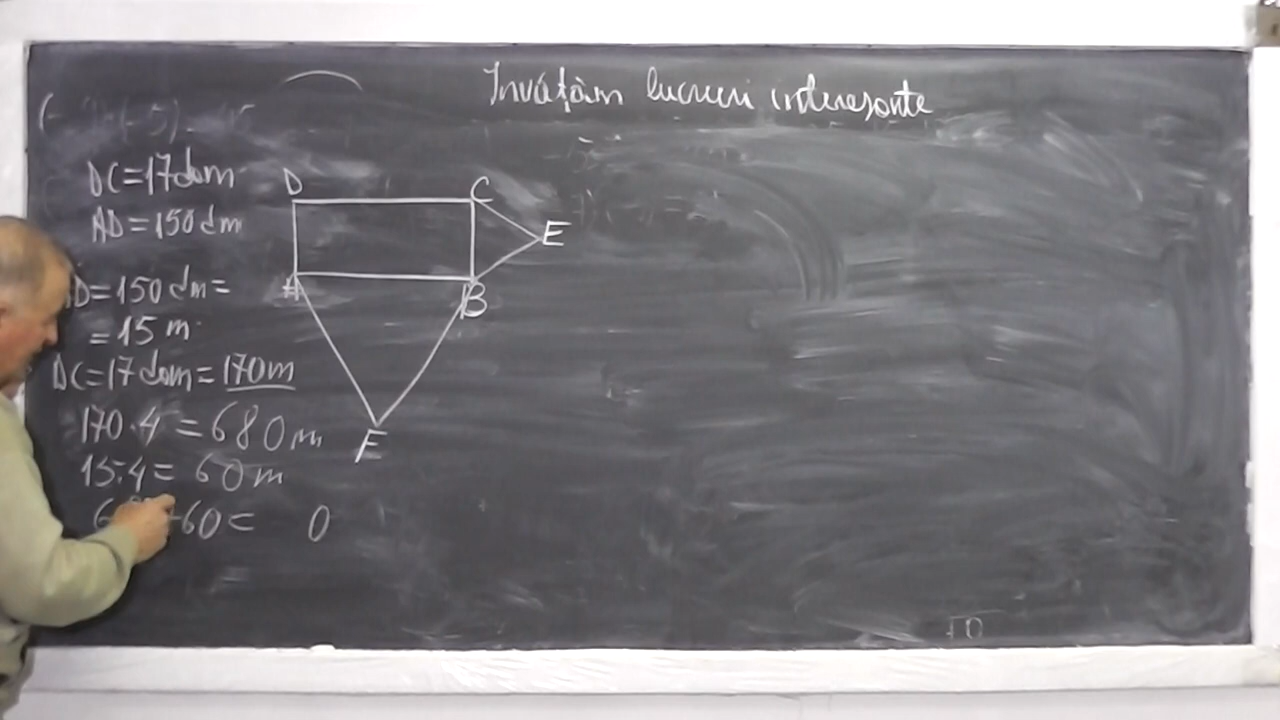 Învățăm lucruri interesante
DC=17dam
AD=150dm
D C
E
A B
F
AD=150dm=
=15m
DC=17dam=170m
170·4=680m
15·4=60m
+60= 0